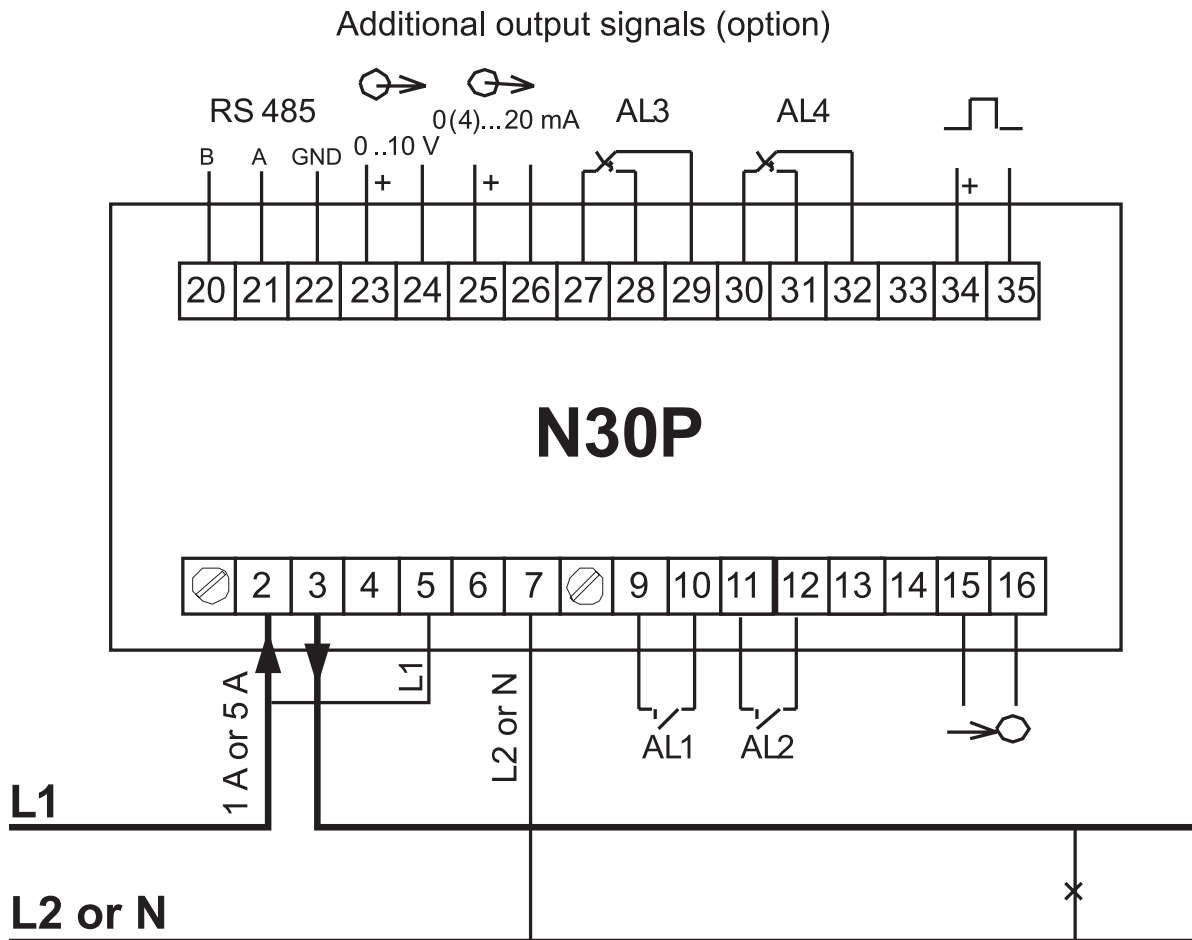 Additional output signals (option)
RS 485
B A GND
0 ..10 V
+
0(4)...20 mA
+
AL3
AL4
+
20 21 22 23 24 25 26 27 28 29 30 31 32 33 34 35
N30P
2 3 4 5 6 7 9 10 11 12 13 14 15 16
1 A or 5 A
L1
L2 or N
AL1
AL2
L1
L2 or N